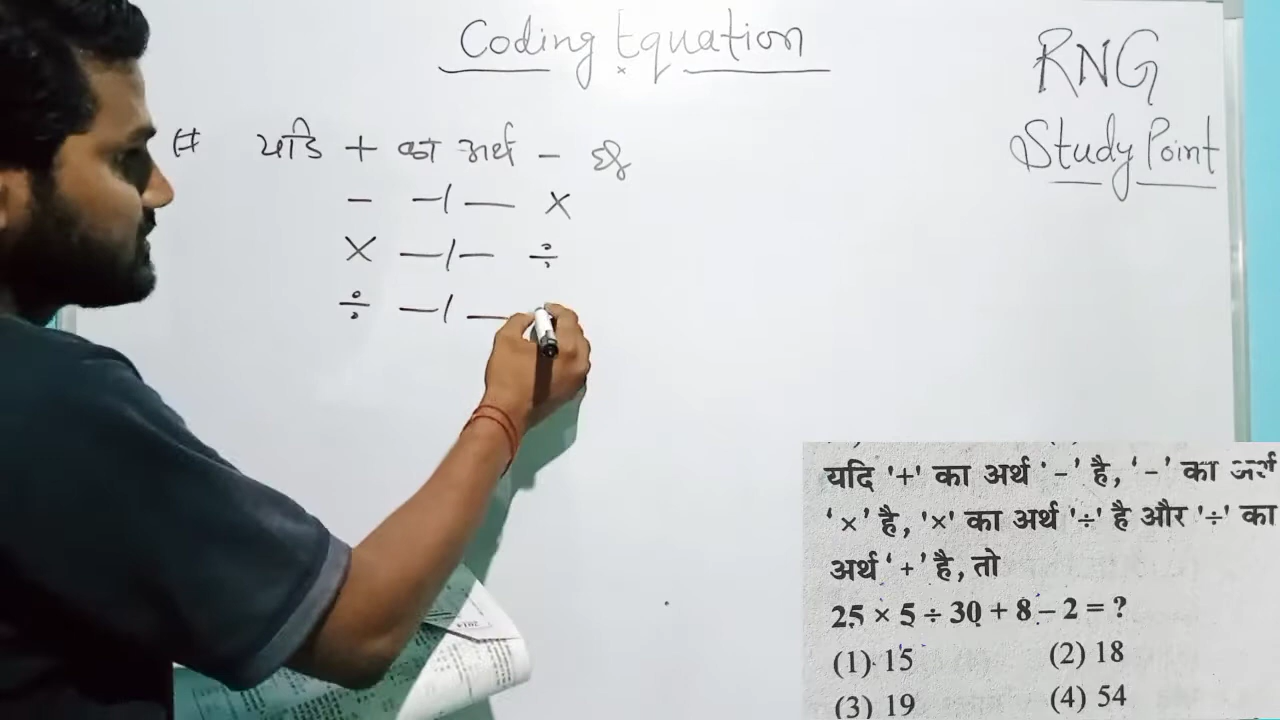 Coding Equation
RNG
Study Point
# यदि + का अर्थ - है
- -|- ×
× -|- ÷
÷ -|-
यदि '+' का अर्थ '-' है, '-' का अर्थ
'×' है, '×' का अर्थ '÷' है और '÷' का
अर्थ '+' है, तो
25 × 5 ÷ 30 + 8 - 2 = ?
(1) 15 (2) 18
(3) 19 (4) 54